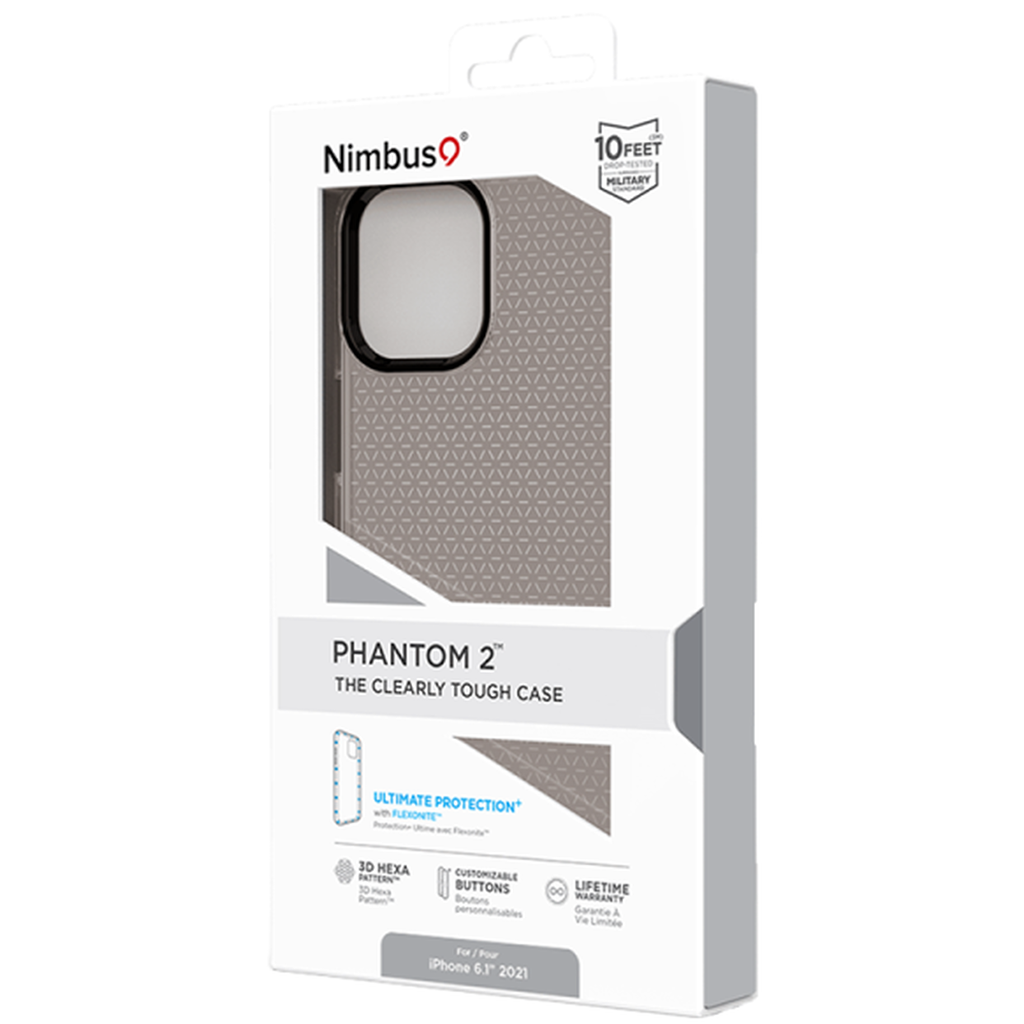 Nimbus9®
10 FEET (3M)
DROP-TESTED
MILITARY
STANDARD
PHANTOM 2™
THE CLEARLY TOUGH CASE
ULTIMATE PROTECTION+
with FLEXONITE™
Protection+ Ultime avec Flexonite™
3D HEXA
PATTERN™
3D Hexa
Pattern™
CUSTOMIZABLE
BUTTONS
Boutons
personnalisables
LIFETIME
WARRANTY
Garantie À
Vie Limitée
For / Pour
iPhone 6.1" 2021